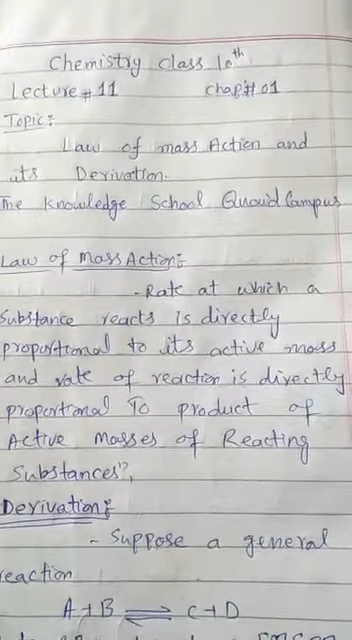 Chemistry class 10th
Lecture # 11 Chap# 01
Topic:
Law of mass Action and
its Derivation.
The Knowledge School Quaid Campus
Law of Mass Action:
- Rate at which a
substance reacts is directly
proportional to its active mass
and rate of reaction is directly
proportional To product of
Active Masses of Reacting
Substances",
Derivation:
- Suppose a general
reaction
A+B ⇌ C+D